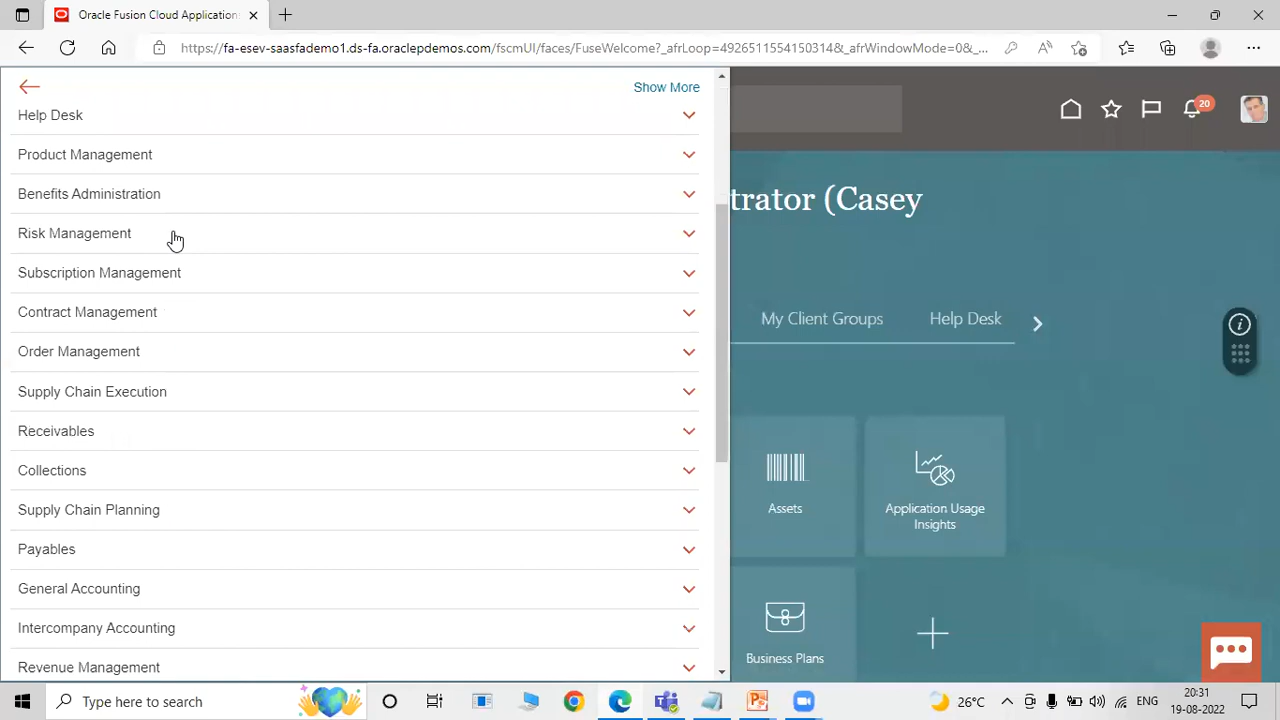 Oracle Fusion Cloud Application
https://fa-esev-saasfademo1.ds-fa.oraclepdemos.com/fscmUI/faces/FuseWelcome?_afrLoop=4926511554150314&_afrWindowMode=0&_...
Show More
20
Help Desk
Product Management
Benefits Administration
Risk Management
Subscription Management
Contract Management
Order Management
Supply Chain Execution
Receivables
Collections
Supply Chain Planning
Payables
General Accounting
Intercompany Accounting
Revenue Management
trator (Casey
My Client Groups
Help Desk
Assets
Application Usage
Insights
Business Plans
Type here to search
26°C
ENG
20:31
19-08-2022